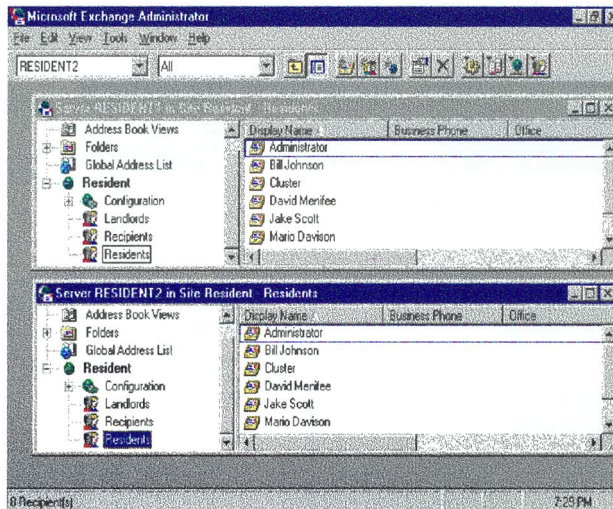 Microsoft Exchange Administrator
File Edit View Tools Window Help
RESIDENT2 All
Server RESIDENT1 in Site Resident - Residents
Address Book Views
Folders
Global Address List
Resident
Configuration
Landlords
Recipients
Residents
Display Name Business Phone Office
Administrator
Bill Johnson
Cluster
David Menifee
Jake Scott
Mario Davison
Server RESIDENT2 in Site Resident - Residents
Address Book Views
Folders
Global Address List
Resident
Configuration
Landlords
Recipients
Residents
Display Name Business Phone Office
Administrator
Bill Johnson
Cluster
David Menifee
Jake Scott
Mario Davison
8 Recipient(s) 7:29 PM